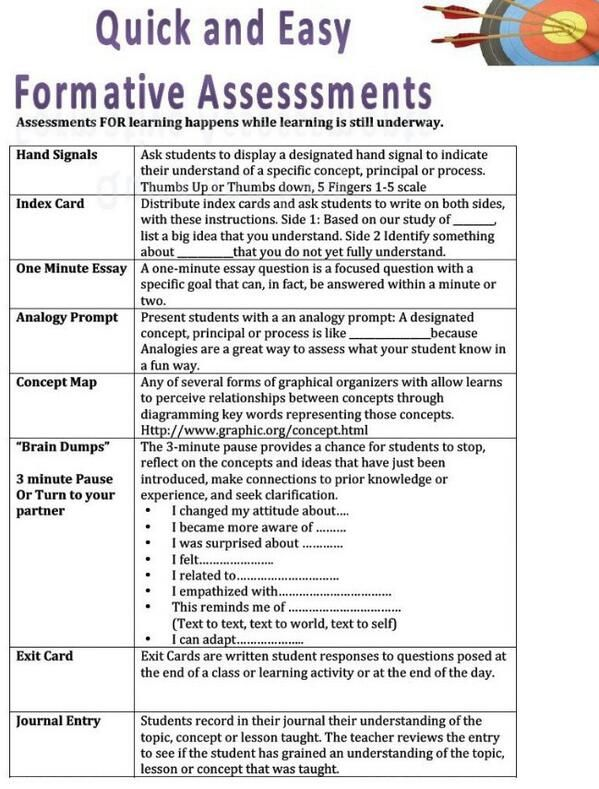 Quick and Easy
Formative Assesssments
Assessments FOR learning happens while learning is still underway.
Hand Signals
Ask students to display a designated hand signal to indicate
their understand of a specific concept, principal or process.
Thumbs Up or Thumbs down, 5 Fingers 1-5 scale
Index Card
Distribute index cards and ask students to write on both sides,
with these instructions. Side 1: Based on our study of _______,
list a big idea that you understand. Side 2 Identify something
about __________that you do not yet fully understand.
One Minute Essay
A one-minute essay question is a focused question with a
specific goal that can, in fact, be answered within a minute or
two.
Analogy Prompt
Present students with a an analogy prompt: A designated
concept, principal or process is like ______________because
Analogies are a great way to assess what your student know in
a fun way.
Concept Map
Any of several forms of graphical organizers with allow learns
to perceive relationships between concepts through
diagramming key words representing those concepts.
Http://www.graphic.org/concept.html
“Brain Dumps”
3 minute Pause
Or Turn to your
partner
The 3-minute pause provides a chance for students to stop,
reflect on the concepts and ideas that have just been
introduced, make connections to prior knowledge or
experience, and seek clarification.
• I changed my attitude about....
• I became more aware of .........
• I was surprised about ............
• I felt......................
• I related to..............................
• I empathized with.................................
• This reminds me of .................................
(Text to text, text to world, text to self)
• I can adapt....................
Exit Card
Exit Cards are written student responses to questions posed at
the end of a class or learning activity or at the end of the day.
Journal Entry
Students record in their journal their understanding of the
topic, concept or lesson taught. The teacher reviews the entry
to see if the student has grained an understanding of the topic,
lesson or concept that was taught.